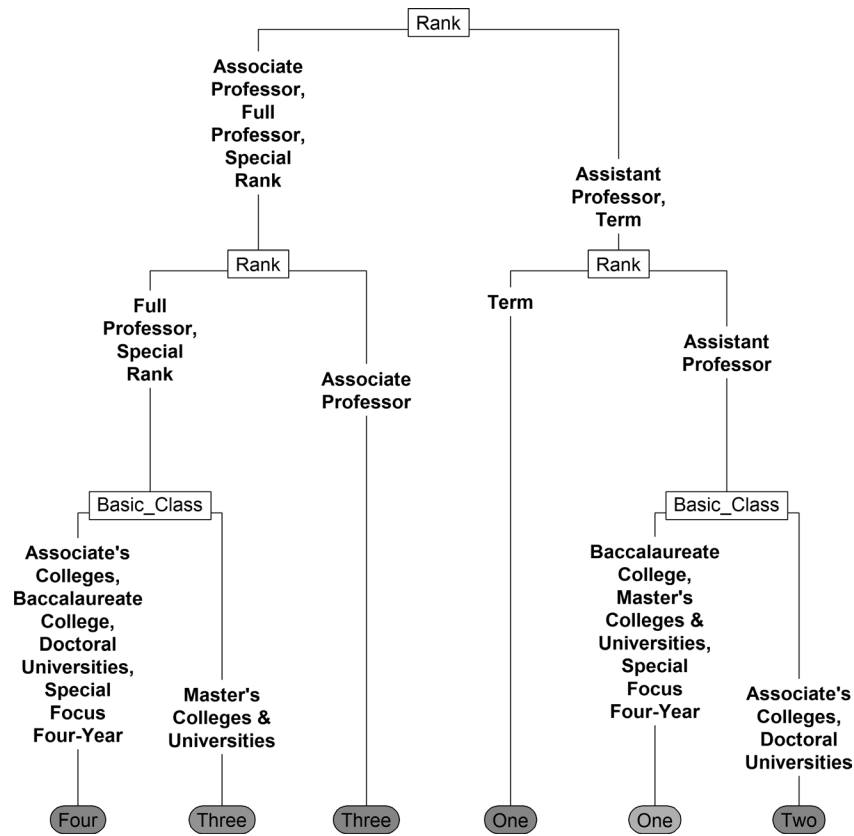 Rank
Associate
Professor,
Full
Professor,
Special
Rank
Assistant
Professor,
Term
Rank
Rank
Full
Professor,
Special
Rank
Associate
Professor
Term
Assistant
Professor
Basic_Class
Basic_Class
Associate's
Colleges,
Baccalaureate
College,
Doctoral
Universities,
Special
Focus
Four-Year
Master's
Colleges &
Universities
Baccalaureate
College,
Master's
Colleges &
Universities,
Special
Focus
Four-Year
Associate's
Colleges,
Doctoral
Universities
Four
Three
Three
One
One
Two